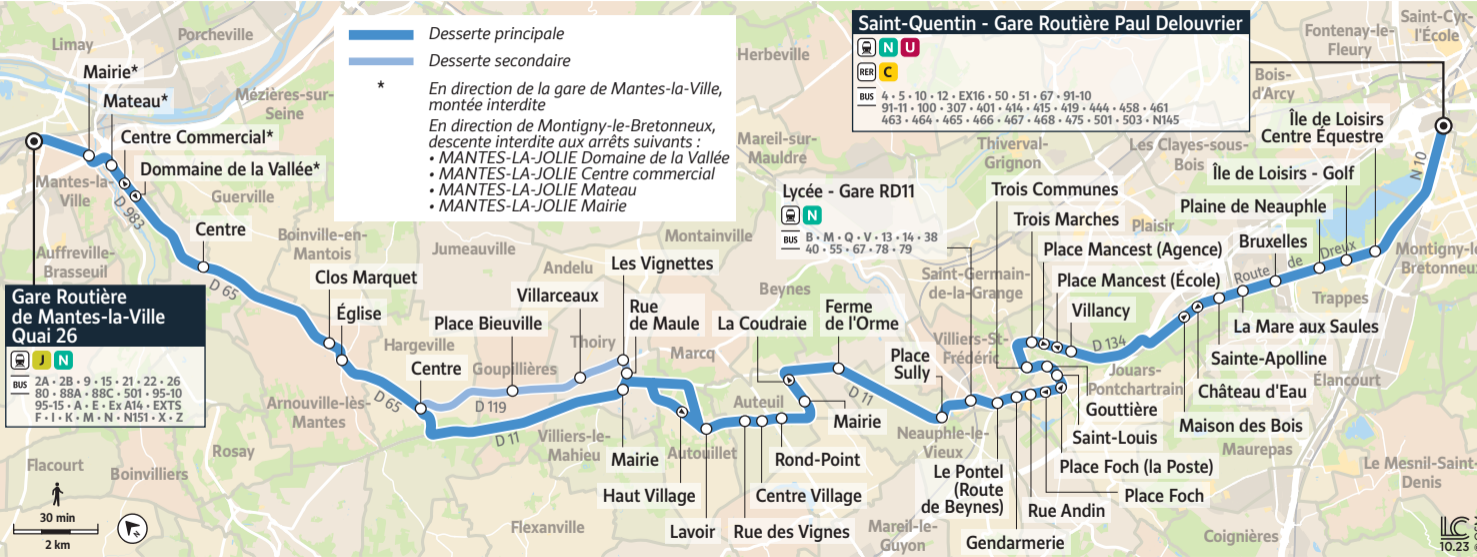 Limay
Porcheville
Mézières-sur-
Seine
Mantes-la-
Ville
Guerville
Auffreville-
Brasseuil
Boinville-en-
Mantois
Jumeauville
Hargeville
Goupillières
Andelu
Thoiry
Marcq
Montainville
Herbeville
Mareil-sur-
Mauldre
Beynes
Arnouville-lès-
Mantes
Rosay
Flacourt
Boinvilliers
Villiers-le-
Mahieu
Autouillet
Auteuil
Flexanville
Saint-Germain-
de-la-Grange
Villiers-St-
Frédéric
Neauphle-le-
Vieux
Mareil-le-
Guyon
Thiverval-
Grignon
Les Clayes-sous-
Bois
Plaisir
Jouars-
Pontchartrain
Maurepas
Coignières
Élancourt
Trappes
Le Mesnil-Saint-
Denis
Montigny-le-
Bretonneux
Bois-
d'Arcy
Fontenay-le-
Fleury
Saint-Cyr-
l'École
Desserte principale
Desserte secondaire
* En direction de la gare de Mantes-la-Ville,
montée interdite
En direction de Montigny-le-Bretonneux,
descente interdite aux arrêts suivants :
• MANTES-LA-JOLIE Domaine de la Vallée
• MANTES-LA-JOLIE Centre commercial
• MANTES-LA-JOLIE Mateau
• MANTES-LA-JOLIE Mairie
Saint-Quentin - Gare Routière Paul Delouvrier
N U
RER C
BUS 4 • 5 • 10 • 12 • EX16 • 50 • 51 • 67 • 91-10
91-11 • 100 • 307 • 401 • 414 • 415 • 419 • 444 • 458 • 461
463 • 464 • 465 • 466 • 467 • 468 • 475 • 501 • 503 • N145
Lycée - Gare RD11
N
BUS B • M • Q • V • 13 • 14 • 38
40 • 55 • 67 • 78 • 79
Gare Routière
de Mantes-la-Ville
Quai 26
J N
BUS 2A • 2B • 9 • 15 • 21 • 22 • 26
80 • 88A • 88C • 501 • 95-10
95-15 • A • E • Ex A14 • EXTS
F • I • K • M • N • N151 • X • Z
Mairie*
Mateau*
Centre Commercial*
Dommaine de la Vallée*
D 983
Centre
D 65
Clos Marquet
Église
D 65
Centre
Place Bieuville
D 119
Villarceaux
Les Vignettes
Rue
de Maule
D 11
Mairie
Haut Village
Lavoir
Rue des Vignes
Centre Village
Rond-Point
Mairie
La Coudraie
Ferme
de l'Orme
D 11
Place
Sully
Le Pontel
(Route
de Beynes)
Gendarmerie
Rue Andin
Place Foch
Place Foch (la Poste)
Saint-Louis
Gouttière
Trois Communes
Trois Marches
Place Mancest (Agence)
Place Mancest (École)
Villancy
D 134
Maison des Bois
Château d'Eau
Sainte-Apolline
La Mare aux Saules
Bruxelles
Route de Dreux
Plaine de Neauphle
Île de Loisirs - Golf
Île de Loisirs
Centre Équestre
N 10
30 min
2 km
LC
10.23